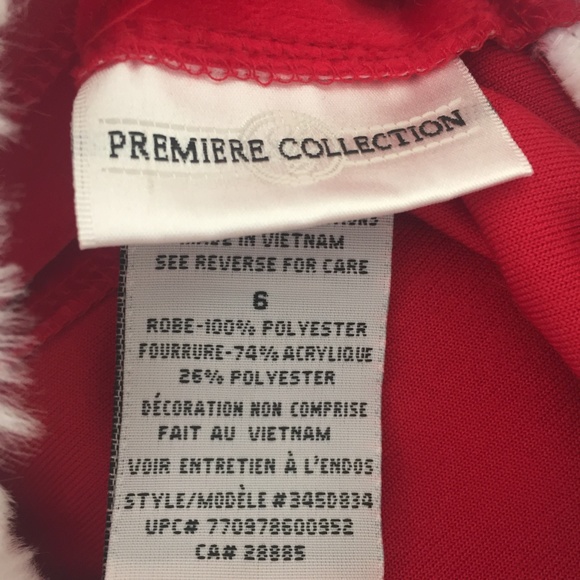 PREMIERE COLLECTION
MADE IN VIETNAM
SEE REVERSE FOR CARE
6
ROBE-100% POLYESTER
FOURRURE-74% ACRYLIQUE
26% POLYESTER
DÉCORATION NON COMPRISE
FAIT AU VIETNAM
VOIR ENTRETIEN À L'ENDOS
STYLE/MODÈLE #345D834
UPC# 770978600952
CA# 28885